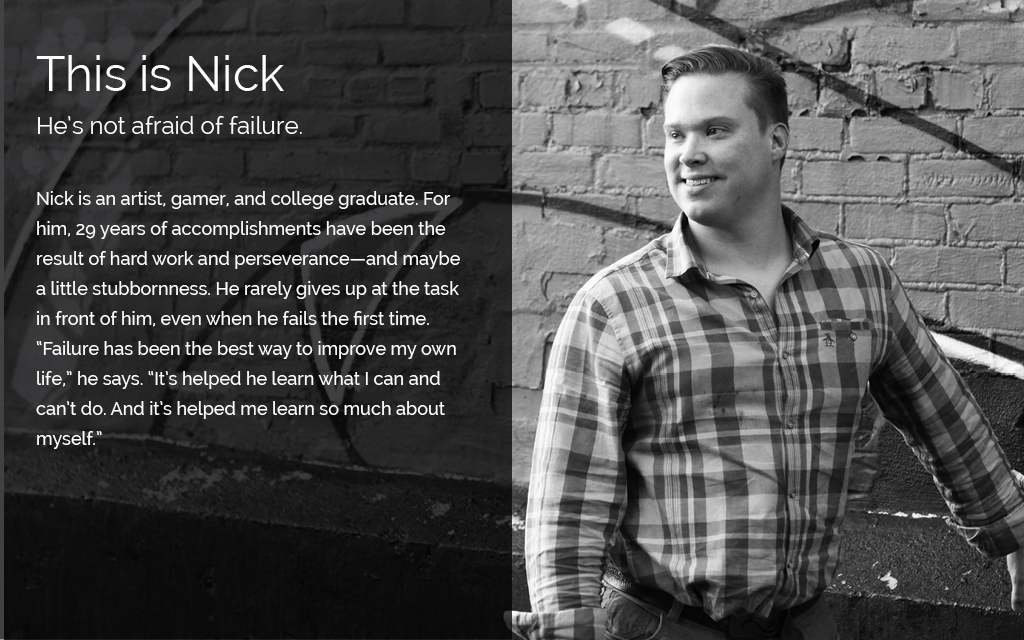 This is Nick
He's not afraid of failure.
Nick is an artist, gamer, and college graduate. For
him, 29 years of accomplishments have been the
result of hard work and perseverance—and maybe
a little stubbornness. He rarely gives up at the task
in front of him, even when he fails the first time.
“Failure has been the best way to improve my own
life,” he says. “It's helped he learn what I can and
can't do. And it's helped me learn so much about
myself.”